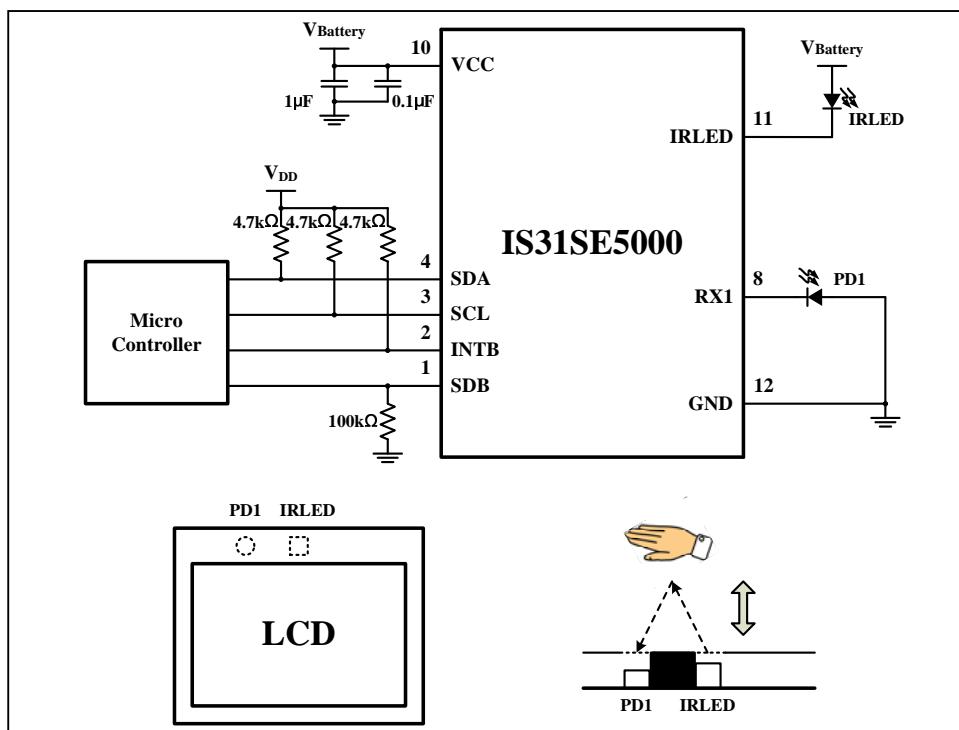 VBattery
10
VCC
1µF
0.1µF
VBattery
11
IRLED
IRLED
VDD
4.7kΩ
4.7kΩ
4.7kΩ
IS31SE5000
4
SDA
3
SCL
2
INTB
1
SDB
Micro
Controller
100kΩ
8
RX1
PD1
12
GND
PD1 IRLED
LCD
PD1 IRLED